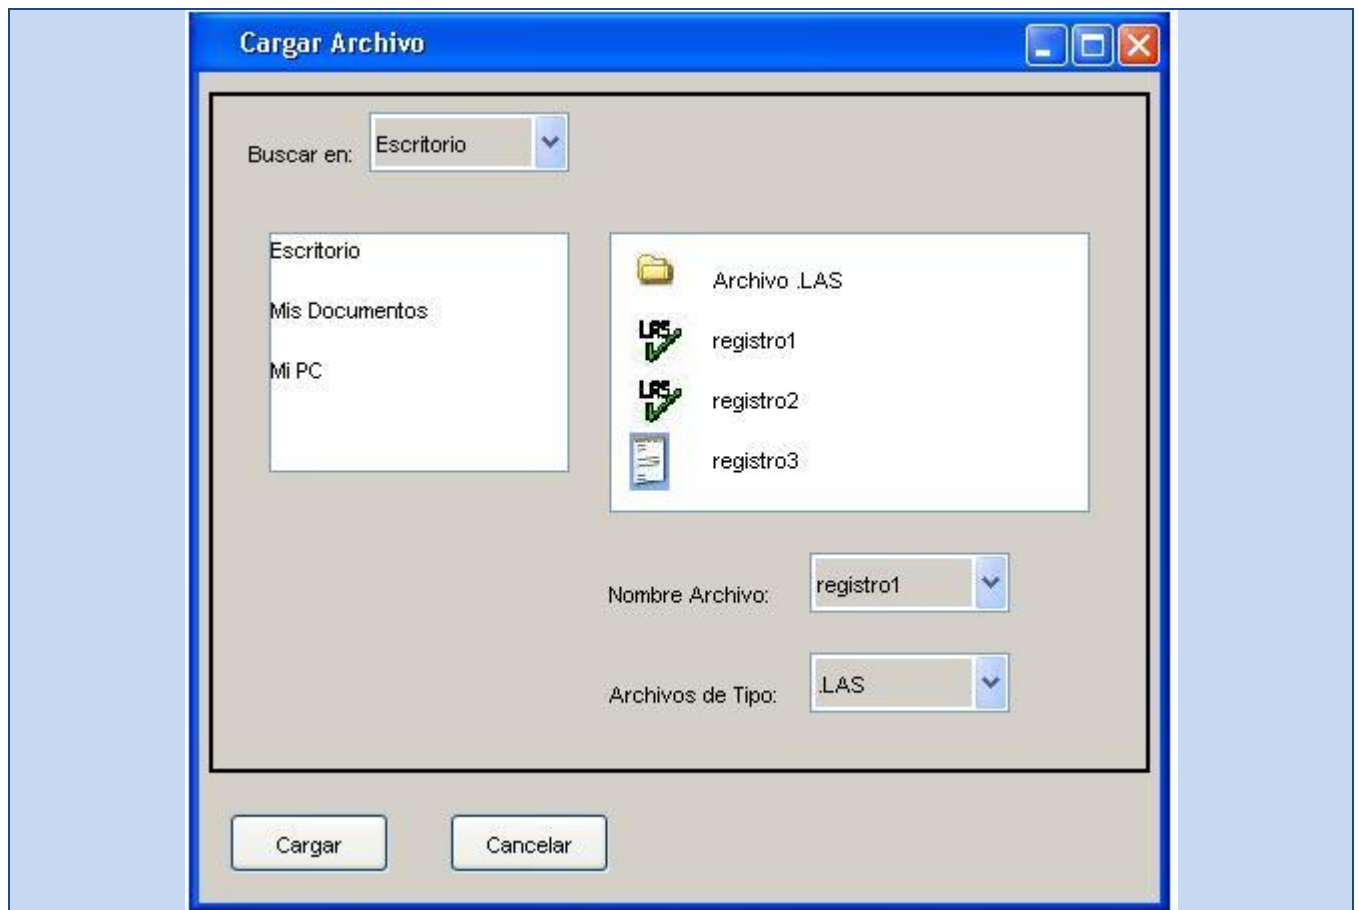 Cargar Archivo
Buscar en: Escritorio
Escritorio
Mis Documentos
Mi PC
Archivo .LAS
LAS registro1
LAS registro2
registro3
Nombre Archivo: registro1
Archivos de Tipo: .LAS
Cargar Cancelar